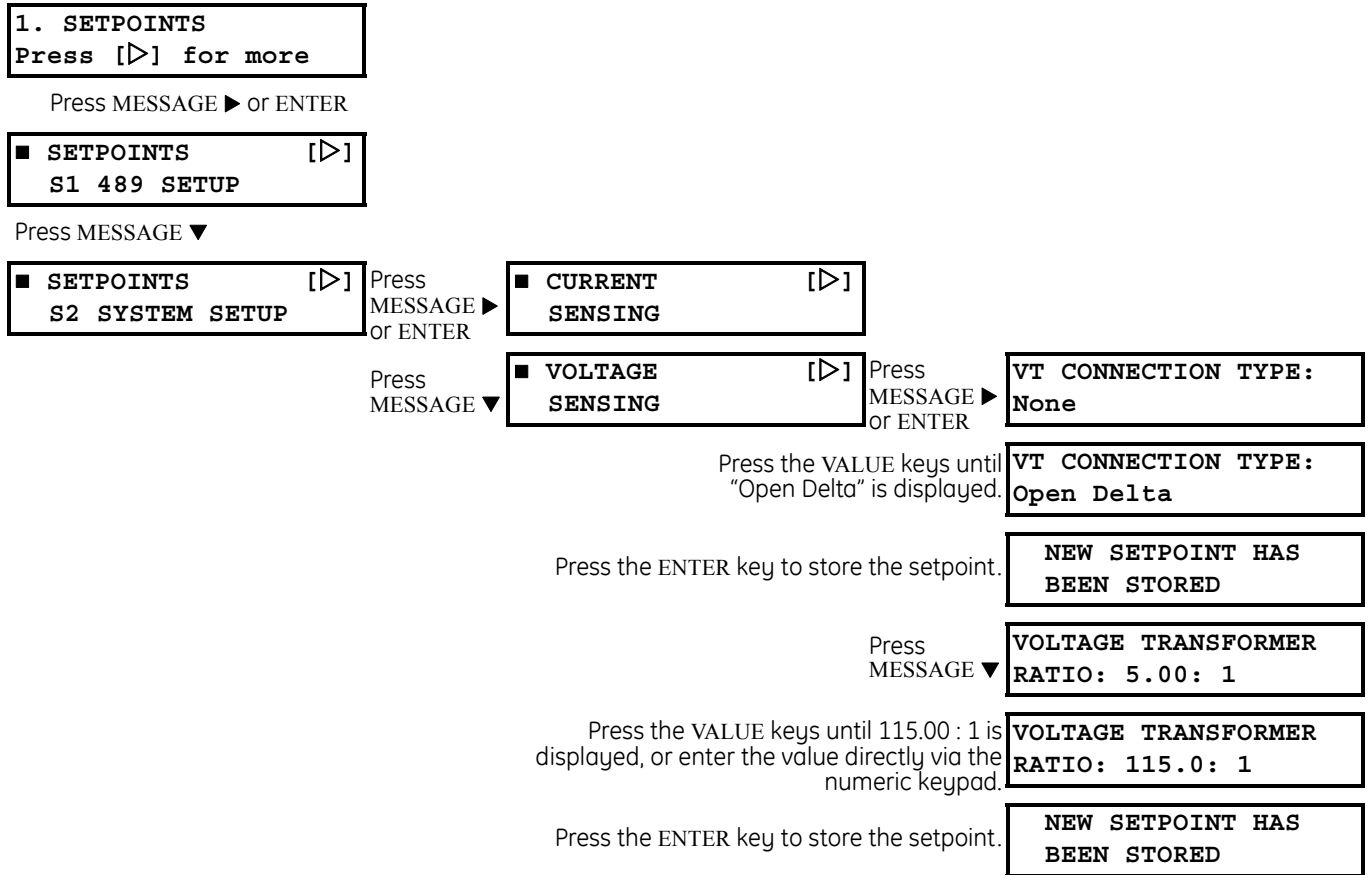 1. SETPOINTS
Press [▷] for more
Press MESSAGE ▶ or ENTER
■ SETPOINTS [▷]
S1 489 SETUP
Press MESSAGE ▼
■ SETPOINTS [▷]
S2 SYSTEM SETUP
Press
MESSAGE ▶
or ENTER
■ CURRENT [▷]
SENSING
Press
MESSAGE ▼
■ VOLTAGE [▷]
SENSING
Press
MESSAGE ▶
or ENTER
VT CONNECTION TYPE:
None
Press the VALUE keys until
“Open Delta” is displayed.
VT CONNECTION TYPE:
Open Delta
Press the ENTER key to store the setpoint.
NEW SETPOINT HAS
BEEN STORED
Press
MESSAGE ▼
VOLTAGE TRANSFORMER
RATIO: 5.00: 1
Press the VALUE keys until 115.00 : 1 is
displayed, or enter the value directly via the
numeric keypad.
VOLTAGE TRANSFORMER
RATIO: 115.0: 1
Press the ENTER key to store the setpoint.
NEW SETPOINT HAS
BEEN STORED